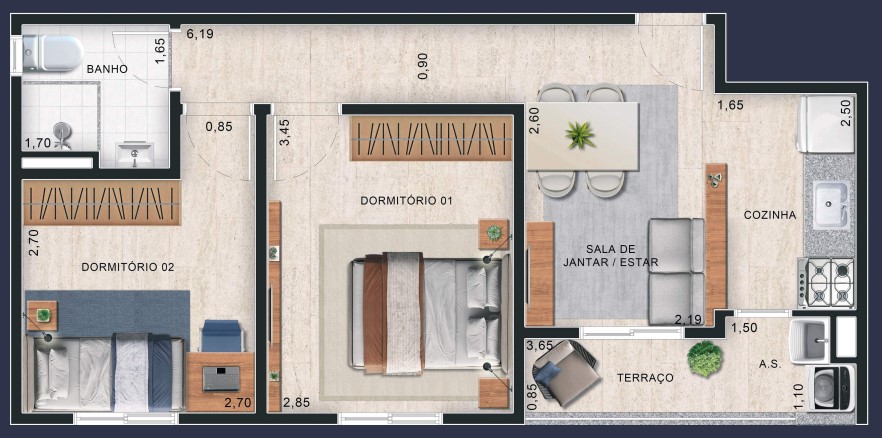 6,19
1,65
BANHO
0,90
1,65
2,50
1,70
0,85
3,45
2,60
DORMITÓRIO 01
COZINHA
2,70
DORMITÓRIO 02
SALA DE
JANTAR / ESTAR
2,19
1,50
3,65
TERRAÇO
A.S.
0,85
1,10
2,70
2,85